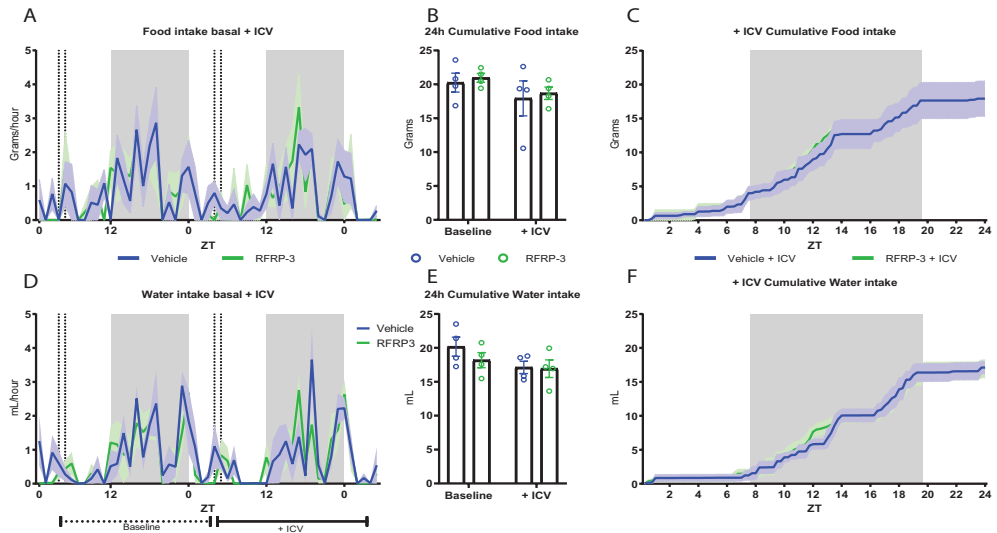 A
Food intake basal + ICV
Grams/hour
5
4
3
2
1
0
0 12 0 12 0
ZT
Vehicle RFRP-3
B
24h Cumulative Food intake
Grams
25
20
15
10
5
0
Baseline + ICV
Vehicle RFRP-3
C
+ ICV Cumulative Food intake
Grams
25
20
15
10
5
0
2 4 6 8 10 12 14 16 18 20 22 24
ZT
Vehicle + ICV RFRP-3 + ICV
D
Water intake basal + ICV
mL/hour
5
4
3
2
1
0
0 12 0 12 0
ZT
Baseline + ICV
Vehicle
RFRP3
E
24h Cumulative Water intake
mL
25
20
15
10
5
0
Baseline + ICV
F
+ ICV Cumulative Water intake
mL
25
20
15
10
5
0
2 4 6 8 10 12 14 16 18 20 22 24
ZT